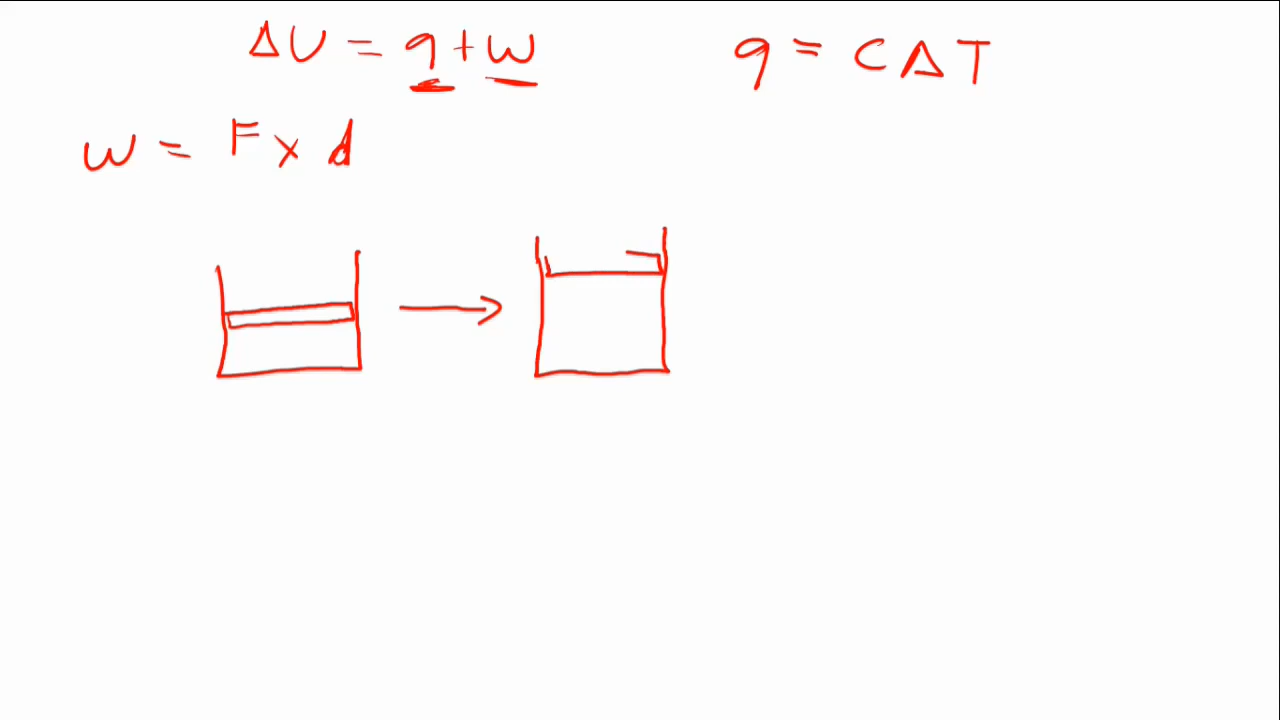 ΔU = q + w
q = CΔT
w = F x d